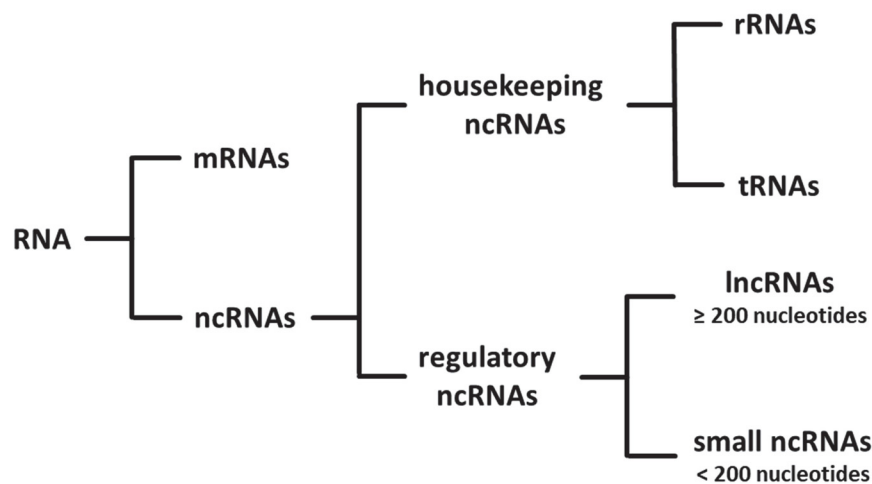 rRNAs
housekeeping
ncRNAs
mRNAs
tRNAs
RNA
lncRNAs
≥ 200 nucleotides
ncRNAs
regulatory
ncRNAs
small ncRNAs
< 200 nucleotides